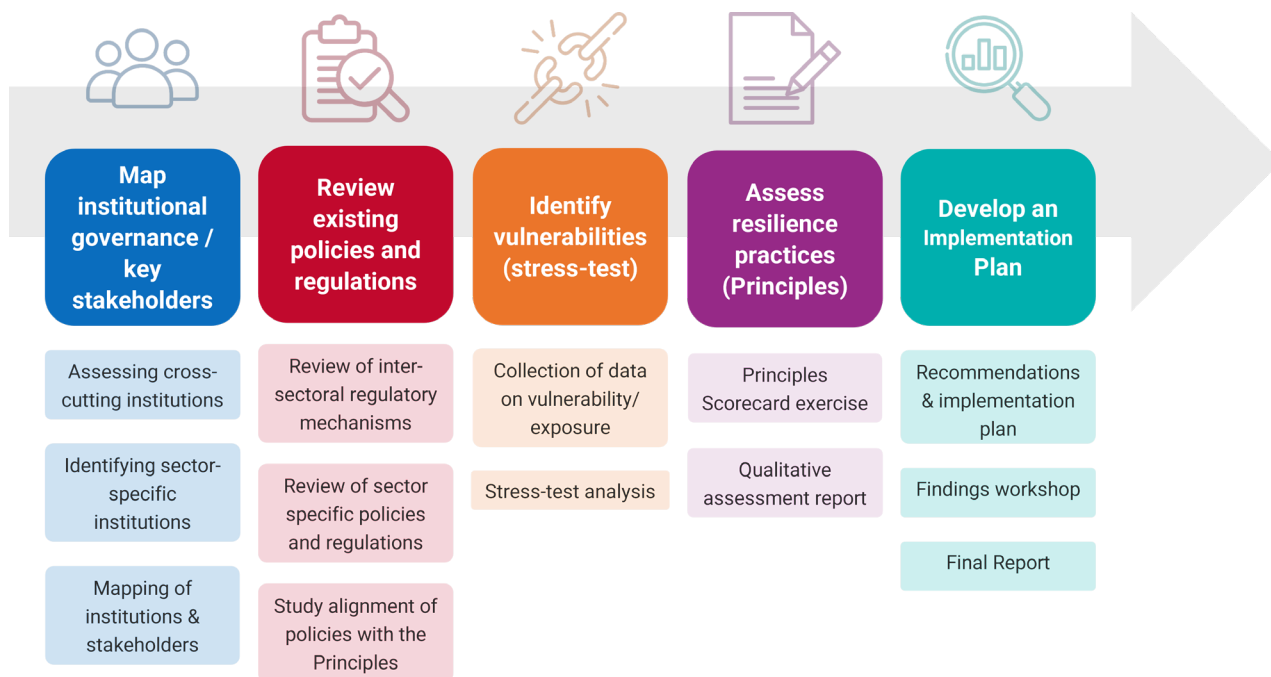 Map
institutional
governance /
key
stakeholders
Assessing cross-
cutting institutions
Identifying sector-
specific
institutions
Mapping of
institutions &
stakeholders
Review
existing
policies and
regulations
Review of inter-
sectoral regulatory
mechanisms
Review of sector
specific policies
and regulations
Study alignment of
policies with the
Principles
Identify
vulnerabilities
(stress-test)
Collection of data
on vulnerability/
exposure
Stress-test analysis
Assess
resilience
practices
(Principles)
Principles
Scorecard exercise
Qualitative
assessment report
Develop an
Implementation
Plan
Recommendations
& implementation
plan
Findings workshop
Final Report